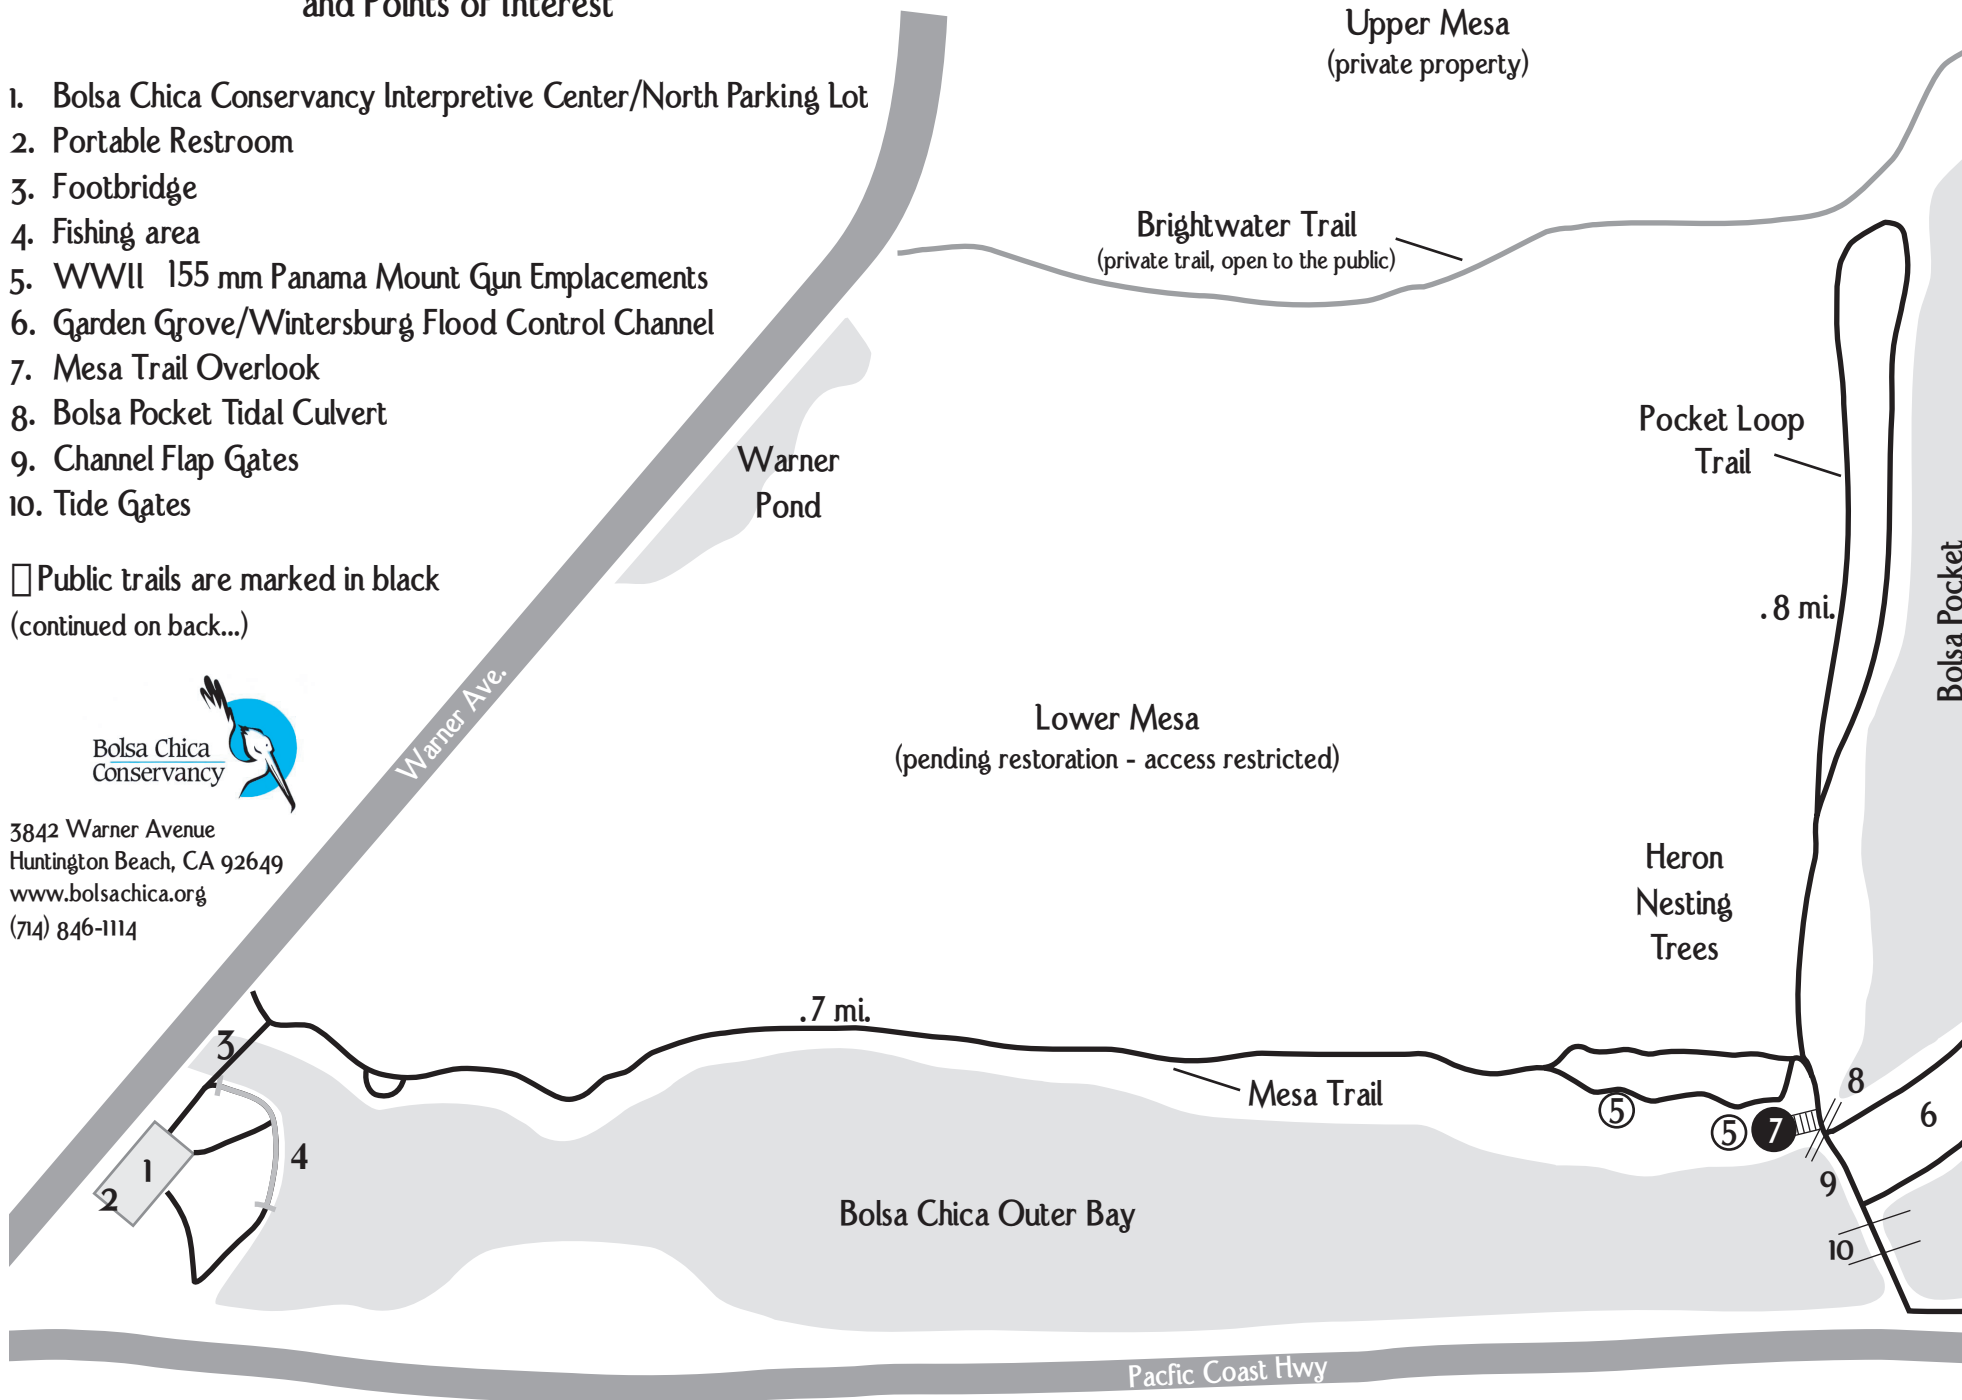 and Points of Interest
1. Bolsa Chica Conservancy Interpretive Center/North Parking Lot
2. Portable Restroom
3. Footbridge
4. Fishing area
5. WWII 155 mm Panama Mount Gun Emplacements
6. Garden Grove/Wintersburg Flood Control Channel
7. Mesa Trail Overlook
8. Bolsa Pocket Tidal Culvert
9. Channel Flap Gates
10. Tide Gates
Public trails are marked in black
(continued on back...)
Bolsa Chica
Conservancy
3842 Warner Avenue
Huntington Beach, CA 92649
www.bolsachica.org
(714) 846-1114
Upper Mesa
(private property)
Brightwater Trail
(private trail, open to the public)
Warner
Pond
Pocket Loop
Trail
.8 mi.
Bolsa Pocket
Warner Ave.
Lower Mesa
(pending restoration - access restricted)
Heron
Nesting
Trees
.7 mi.
Mesa Trail
3
4
1
2
5
5
7
8
6
9
10
Bolsa Chica Outer Bay
Pacfic Coast Hwy